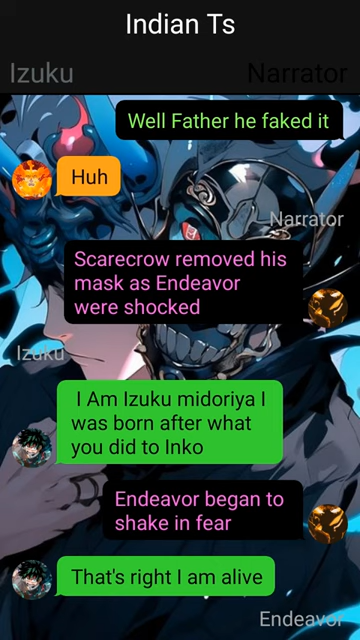 Indian Ts
Izuku
Narrator
Well Father he faked it
Huh
Narrator
Scarecrow removed his
mask as Endeavor
were shocked
Izuku
I Am Izuku midoriya I
was born after what
you did to Inko
Endeavor began to
shake in fear
That's right I am alive
Endeavor